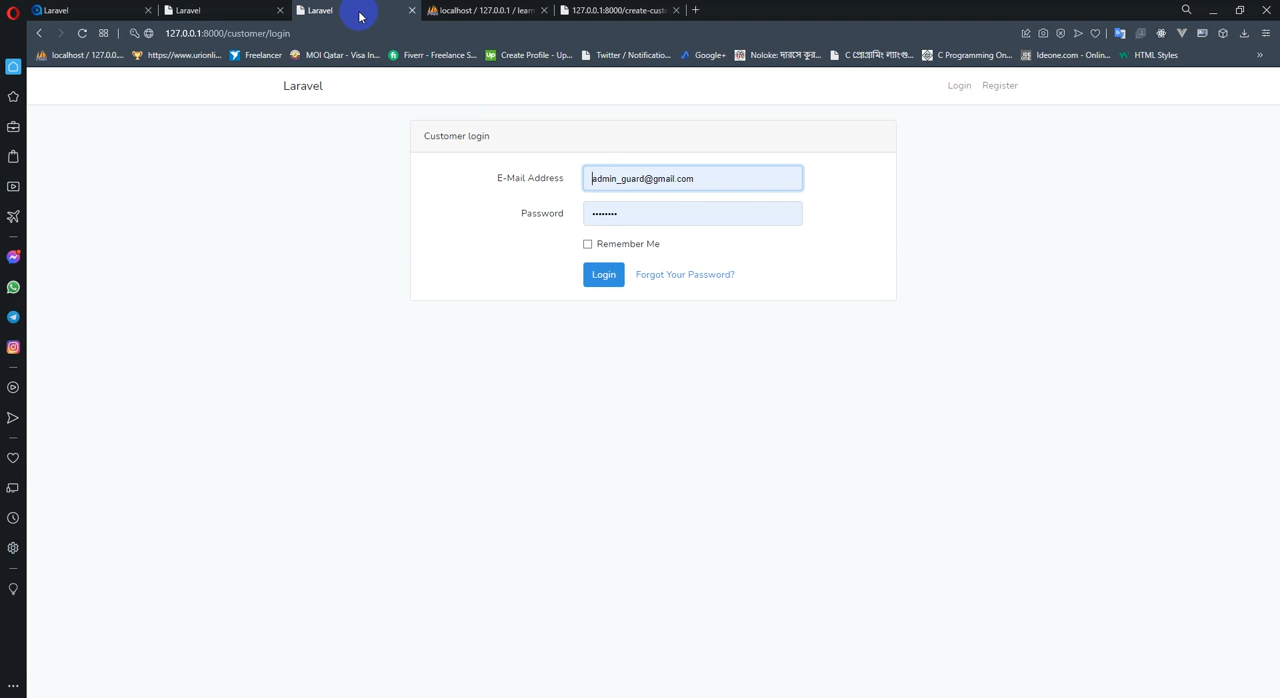 Laravel
Laravel
Laravel
localhost / 127.0.0.1 / learn
127.0.0.1:8000/create-custo
127.0.0.1:8000/customer/login
localhost / 127.0.0....
https://www.urionli...
Freelancer
MOI Qatar - Visa In...
Fiverr - Freelance S...
Up Create Profile - Up...
Twitter / Notificatio...
Google+
Noloke: দারসে কুর...
C প্রোগ্রামিং ল্যাংগু...
C Programming On...
Ideone.com - Onlin...
HTML Styles
»
Laravel
Login
Register
Customer login
E-Mail Address
admin_guard@gmail.com
Password
••••••••
Remember Me
Login
Forgot Your Password?